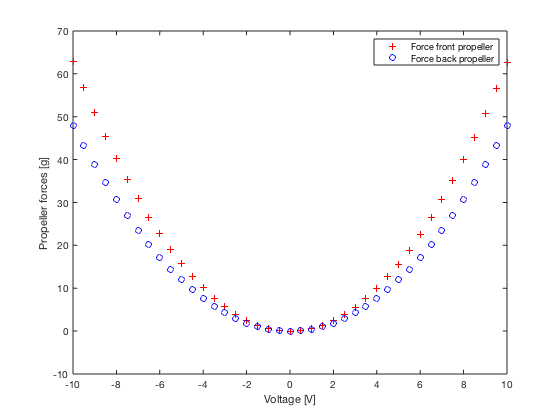 70
60
50
40
30
20
10
0
-10
Propeller forces [g]
Force front propeller
Force back propeller
-10 -8 -6 -4 -2 0 2 4 6 8 10
Voltage [V]